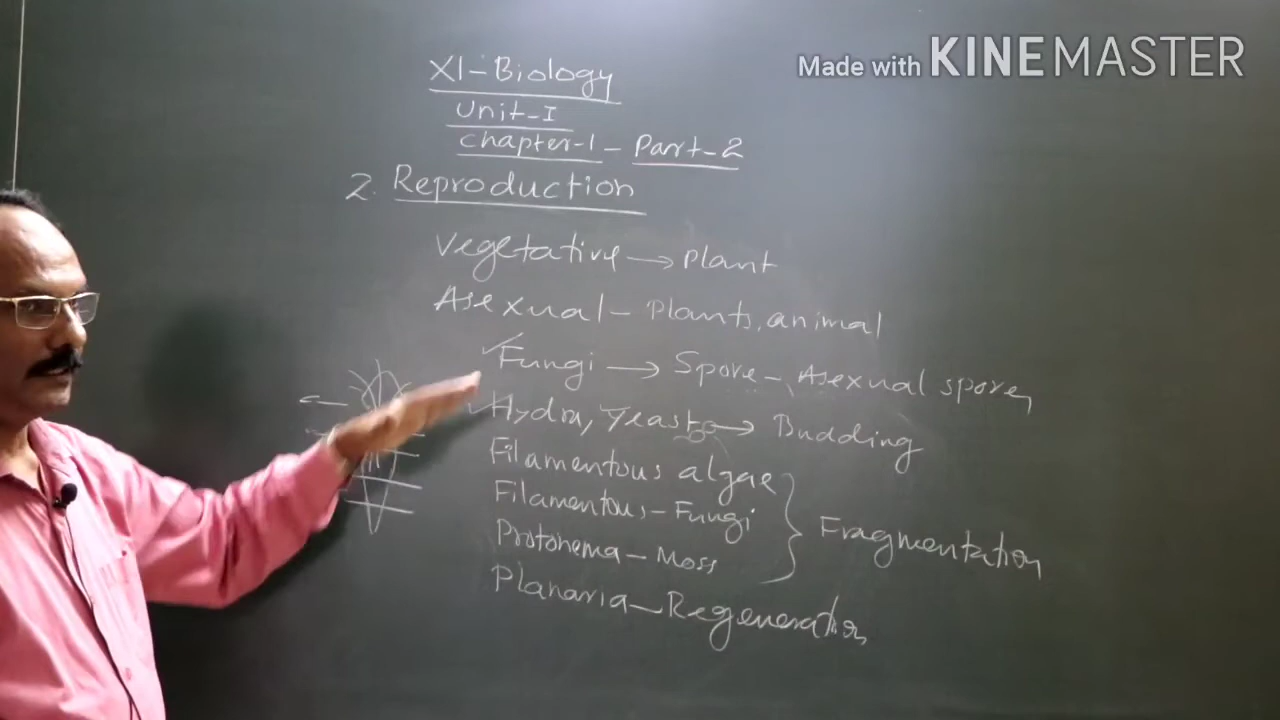 Made with KINEMASTER
XI-Biology
Unit-I
Chapter-1 - Part-2
2. Reproduction
Vegetative → Plant
Asexual - Plants, animal
✓Fungi → Spore - Asexual spore
✓Hydra, Yeast → Budding
Filamentous algae
Filamentous - Fungi
Protonema - Moss
} Fragmentation
Planaria - Regeneration